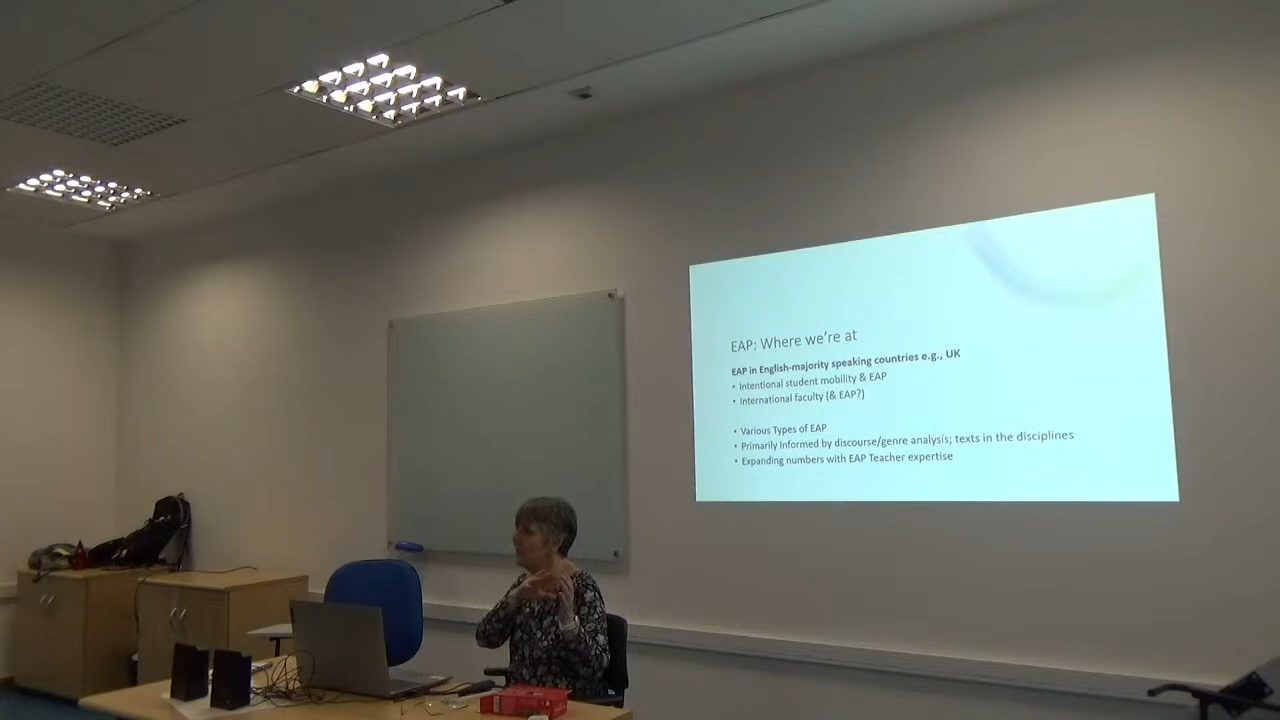 EAP: Where we're at
EAP in English-majority speaking countries e.g., UK
• Intentional student mobility & EAP
• International faculty (& EAP?)
• Various Types of EAP
• Primarily Informed by discourse/genre analysis; texts in the disciplines
• Expanding numbers with EAP Teacher expertise